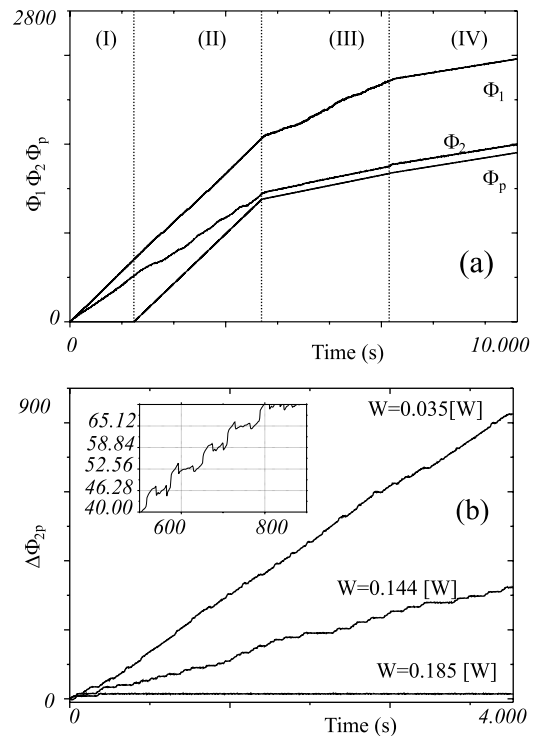 2800
(I) (II) (III) (IV)
Φ1
Φ2
Φp
Φ1 Φ2 Φp
(a)
0
0 10.000
Time (s)
900
W=0.035[W]
65.12
58.84
52.56
46.28
40.00
600 800
(b)
ΔΦ2p
W=0.144 [W]
W=0.185 [W]
0
0 4.000
Time (s)